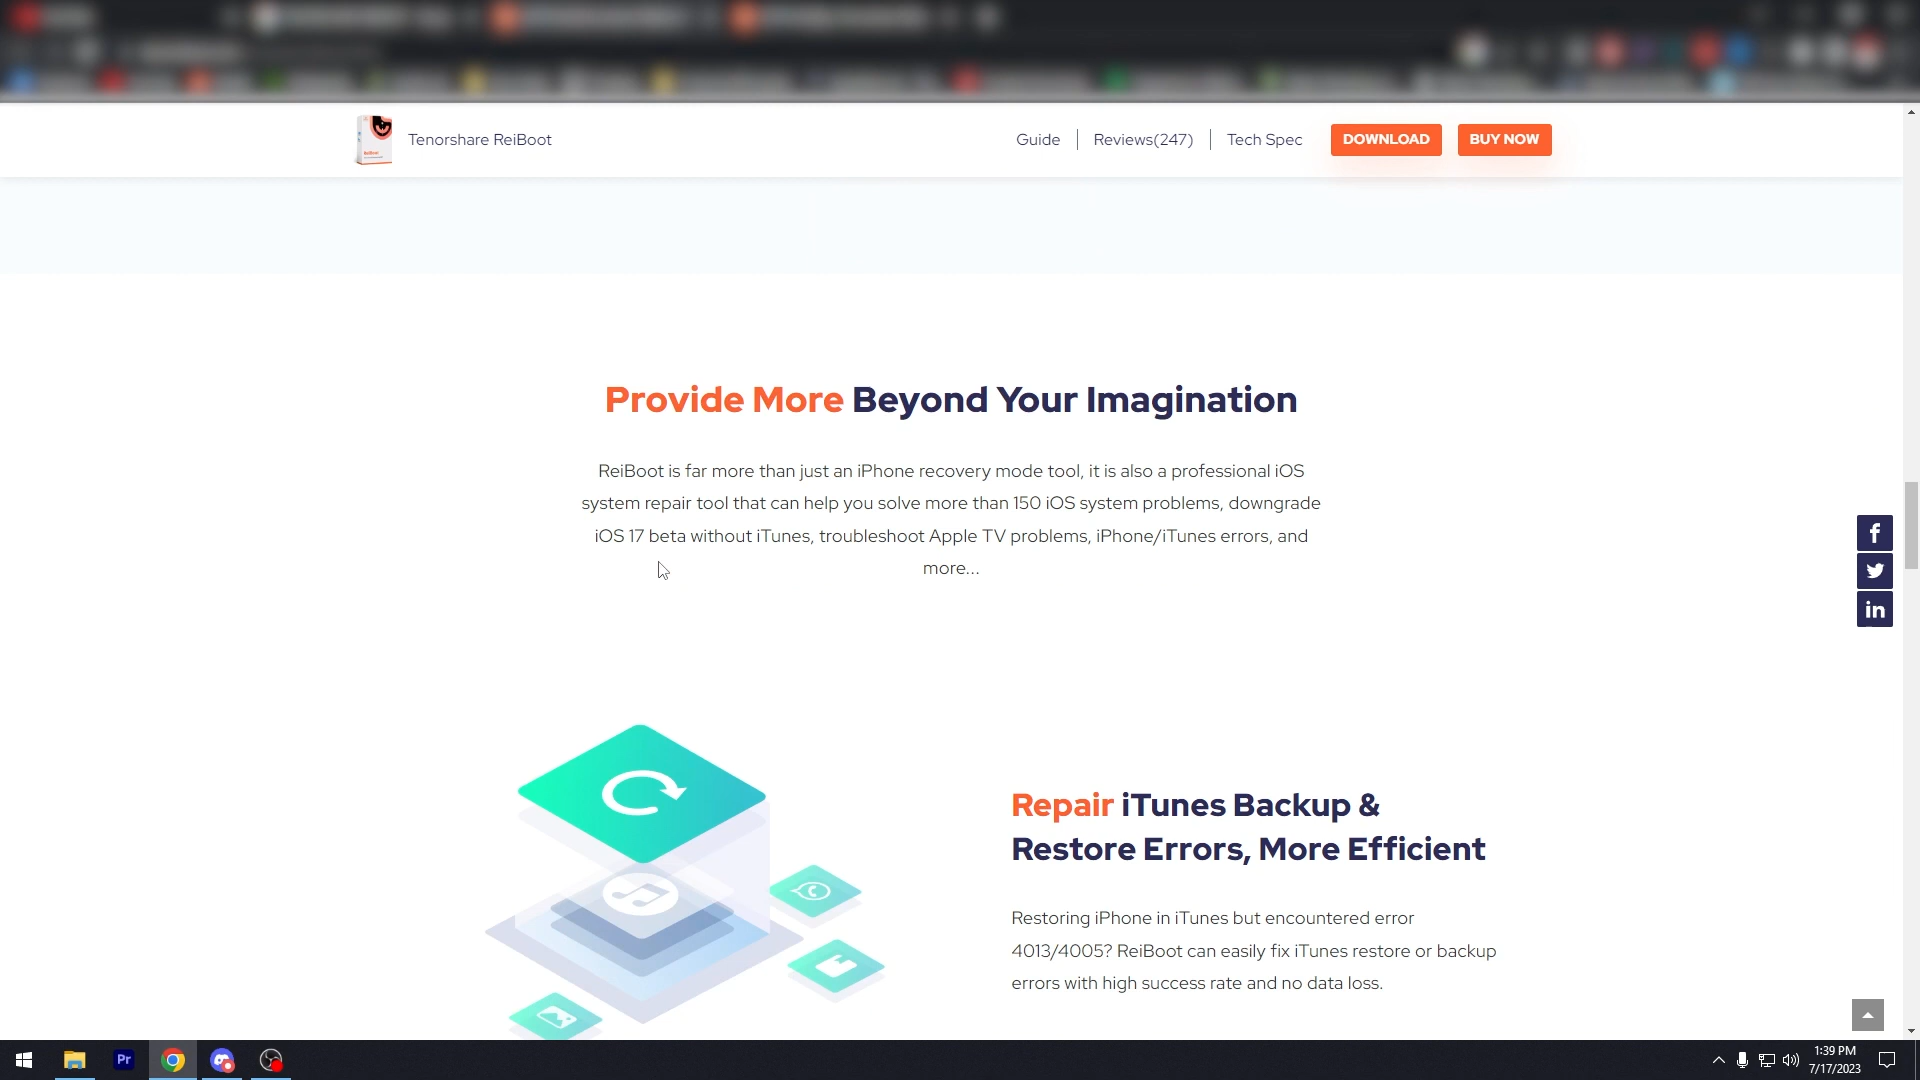 Tenorshare ReiBoot
Guide
Reviews(247)
Tech Spec
DOWNLOAD
BUY NOW
Provide More Beyond Your Imagination
ReiBoot is far more than just an iPhone recovery mode tool, it is also a professional iOS
system repair tool that can help you solve more than 150 iOS system problems, downgrade
iOS 17 beta without iTunes, troubleshoot Apple TV problems, iPhone/iTunes errors, and
more...
Repair iTunes Backup &
Restore Errors, More Efficient
Restoring iPhone in iTunes but encountered error
4013/4005? ReiBoot can easily fix iTunes restore or backup
errors with high success rate and no data loss.
Pr
1:39 PM
7/17/2023